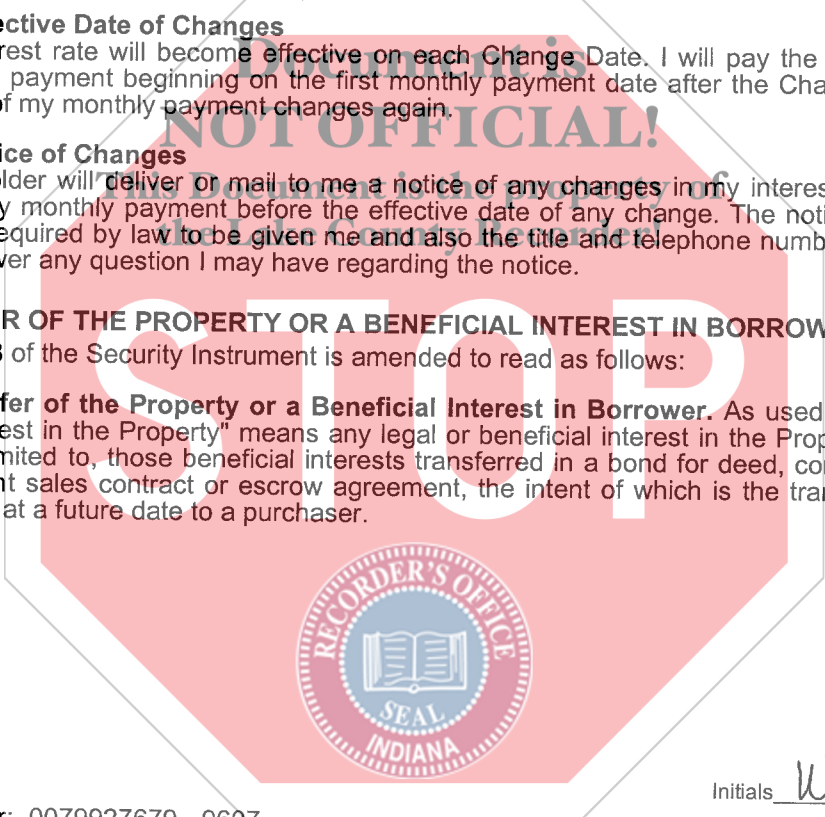 ective Date of Changes
rest rate will become effective on each Change Date. I will pay the
payment beginning on the first monthly payment date after the Cha
f my monthly payment changes again.
ice of Changes
older will deliver or mail to me a notice of any changes in my interes
y monthly payment before the effective date of any change. The noti
equired by law to be given me and also the title and telephone numb
ver any question I may have regarding the notice.
R OF THE PROPERTY OR A BENEFICIAL INTEREST IN BORROW
of the Security Instrument is amended to read as follows:
fer of the Property or a Beneficial Interest in Borrower. As used
est in the Property" means any legal or beneficial interest in the Prop
mited to, those beneficial interests transferred in a bond for deed, co
nt sales contract or escrow agreement, the intent of which is the tran
at a future date to a purchaser.
Document is
NOT OFFICIAL!
This Document is the property of
the Lake County Recorder!
STOP
RECORDER'S OFFICE
SEAL
INDIANA
Initials
r: 0079927679 - 9607